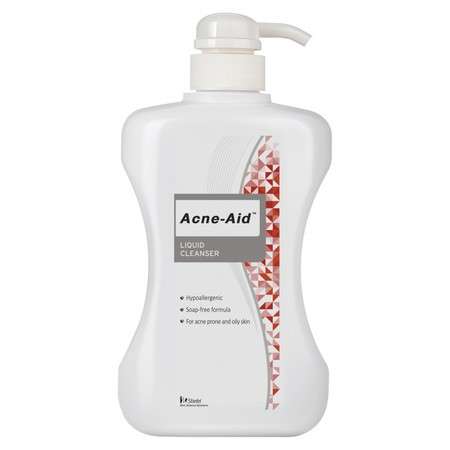 Acne-Aid™
LIQUID
CLEANSER
Hypoallergenic
Soap-free formula
For acne prone and oily skin
Stiefel